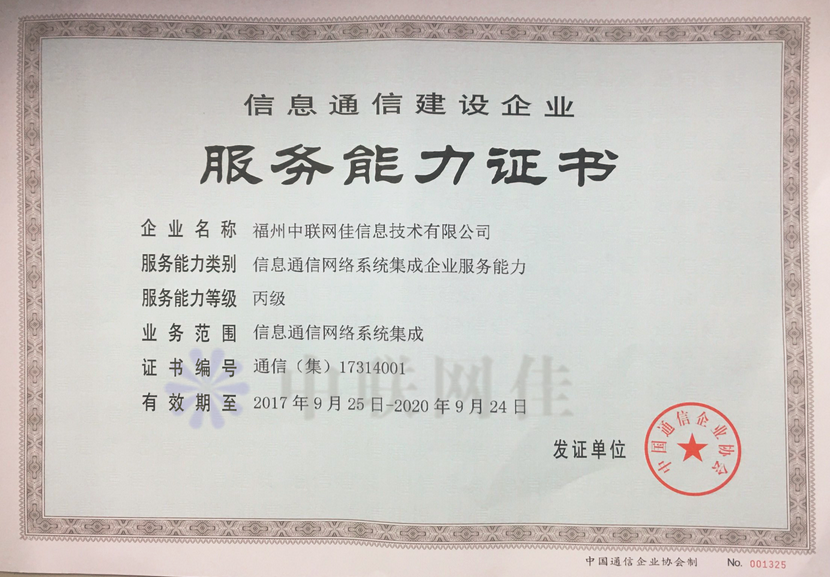 信息通信建设企业
服务能力证书
企业名称 福州中联网佳信息技术有限公司
服务能力类别 信息通信网络系统集成企业服务能力
服务能力等级 丙级
业务范围 信息通信网络系统集成
证书编号 通信（集）17314001
中联网佳
有效期至 2017年9月25日-2020年9月24日
发证单位
中国通信企业协会
中国通信企业协会制 No. 001325